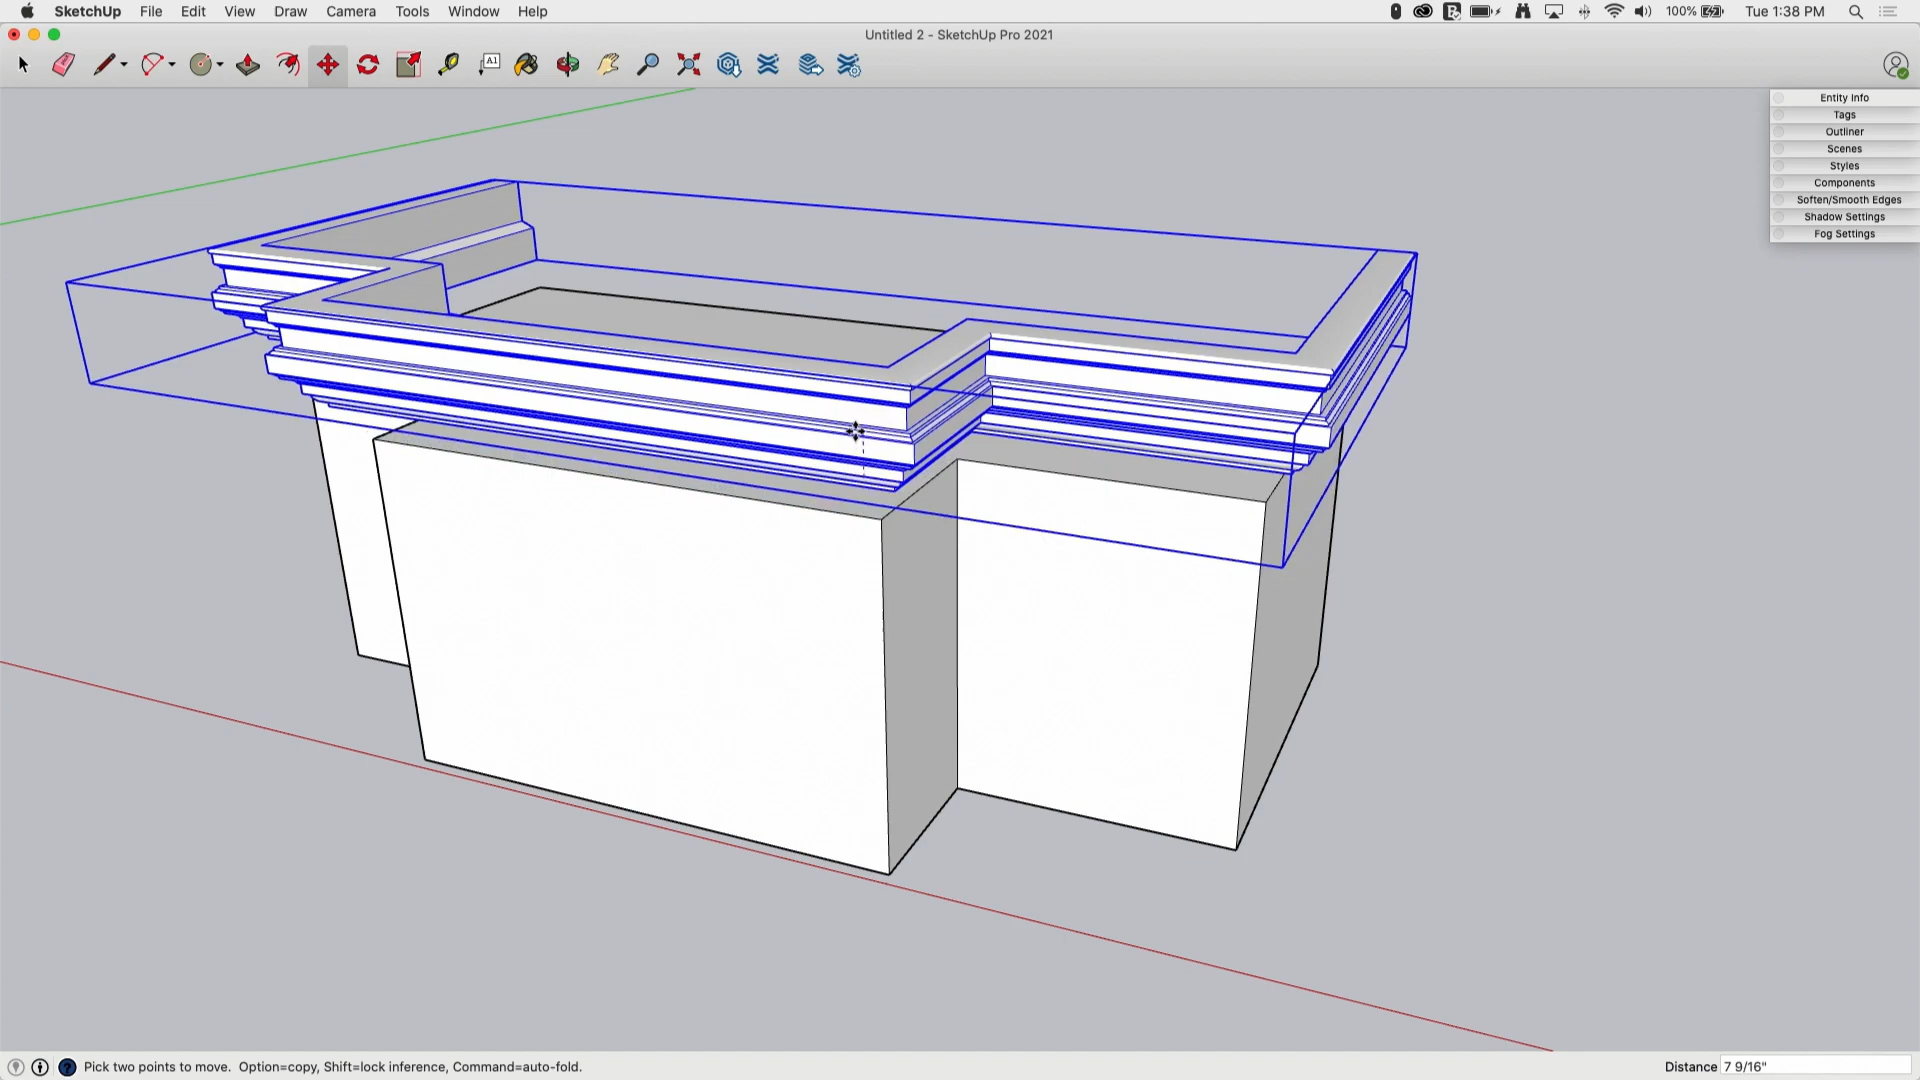 SketchUp File Edit View Draw Camera Tools Window Help 100% Tue 1:38 PM
Untitled 2 - SketchUp Pro 2021
A1
Entity Info
Tags
Outliner
Scenes
Styles
Components
Soften/Smooth Edges
Shadow Settings
Fog Settings
Pick two points to move. Option=copy, Shift=lock inference, Command=auto-fold. Distance 7 9/16"